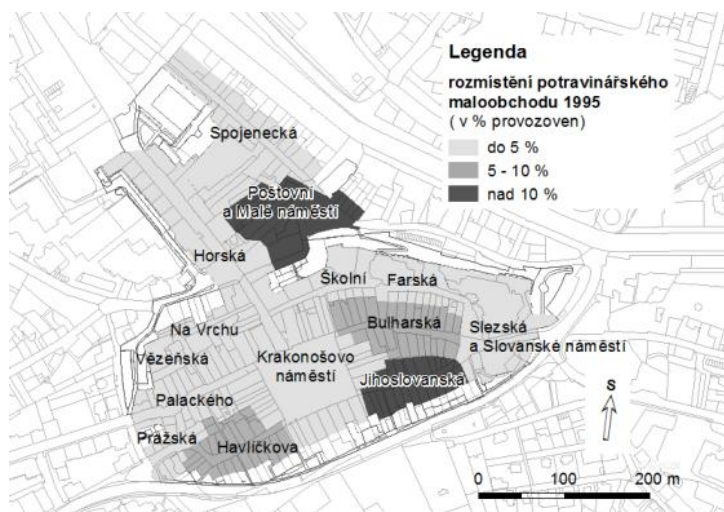 Legenda
rozmístění potravinářského
maloobchodu 1995
( v % provozoven)
do 5 %
5 - 10 %
nad 10 %
Spojenecká
Poštovní
a Malé náměstí
Horská
Školní
Farská
Na Vrchu
Bulharská
Slezská
a Slovanské náměstí
Vězeňská
Krakonošovo
náměstí
Jihoslovanská
Palackého
Pražská
Havlíčkova
S
0 100 200 m